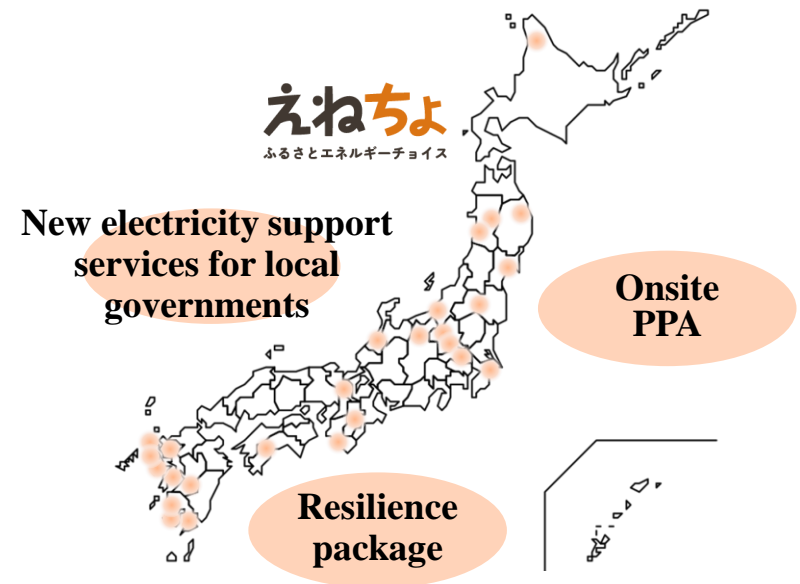 えねちょ
ふるさとエネルギーチョイス
New electricity support
services for local
governments
Onsite
PPA
Resilience
package